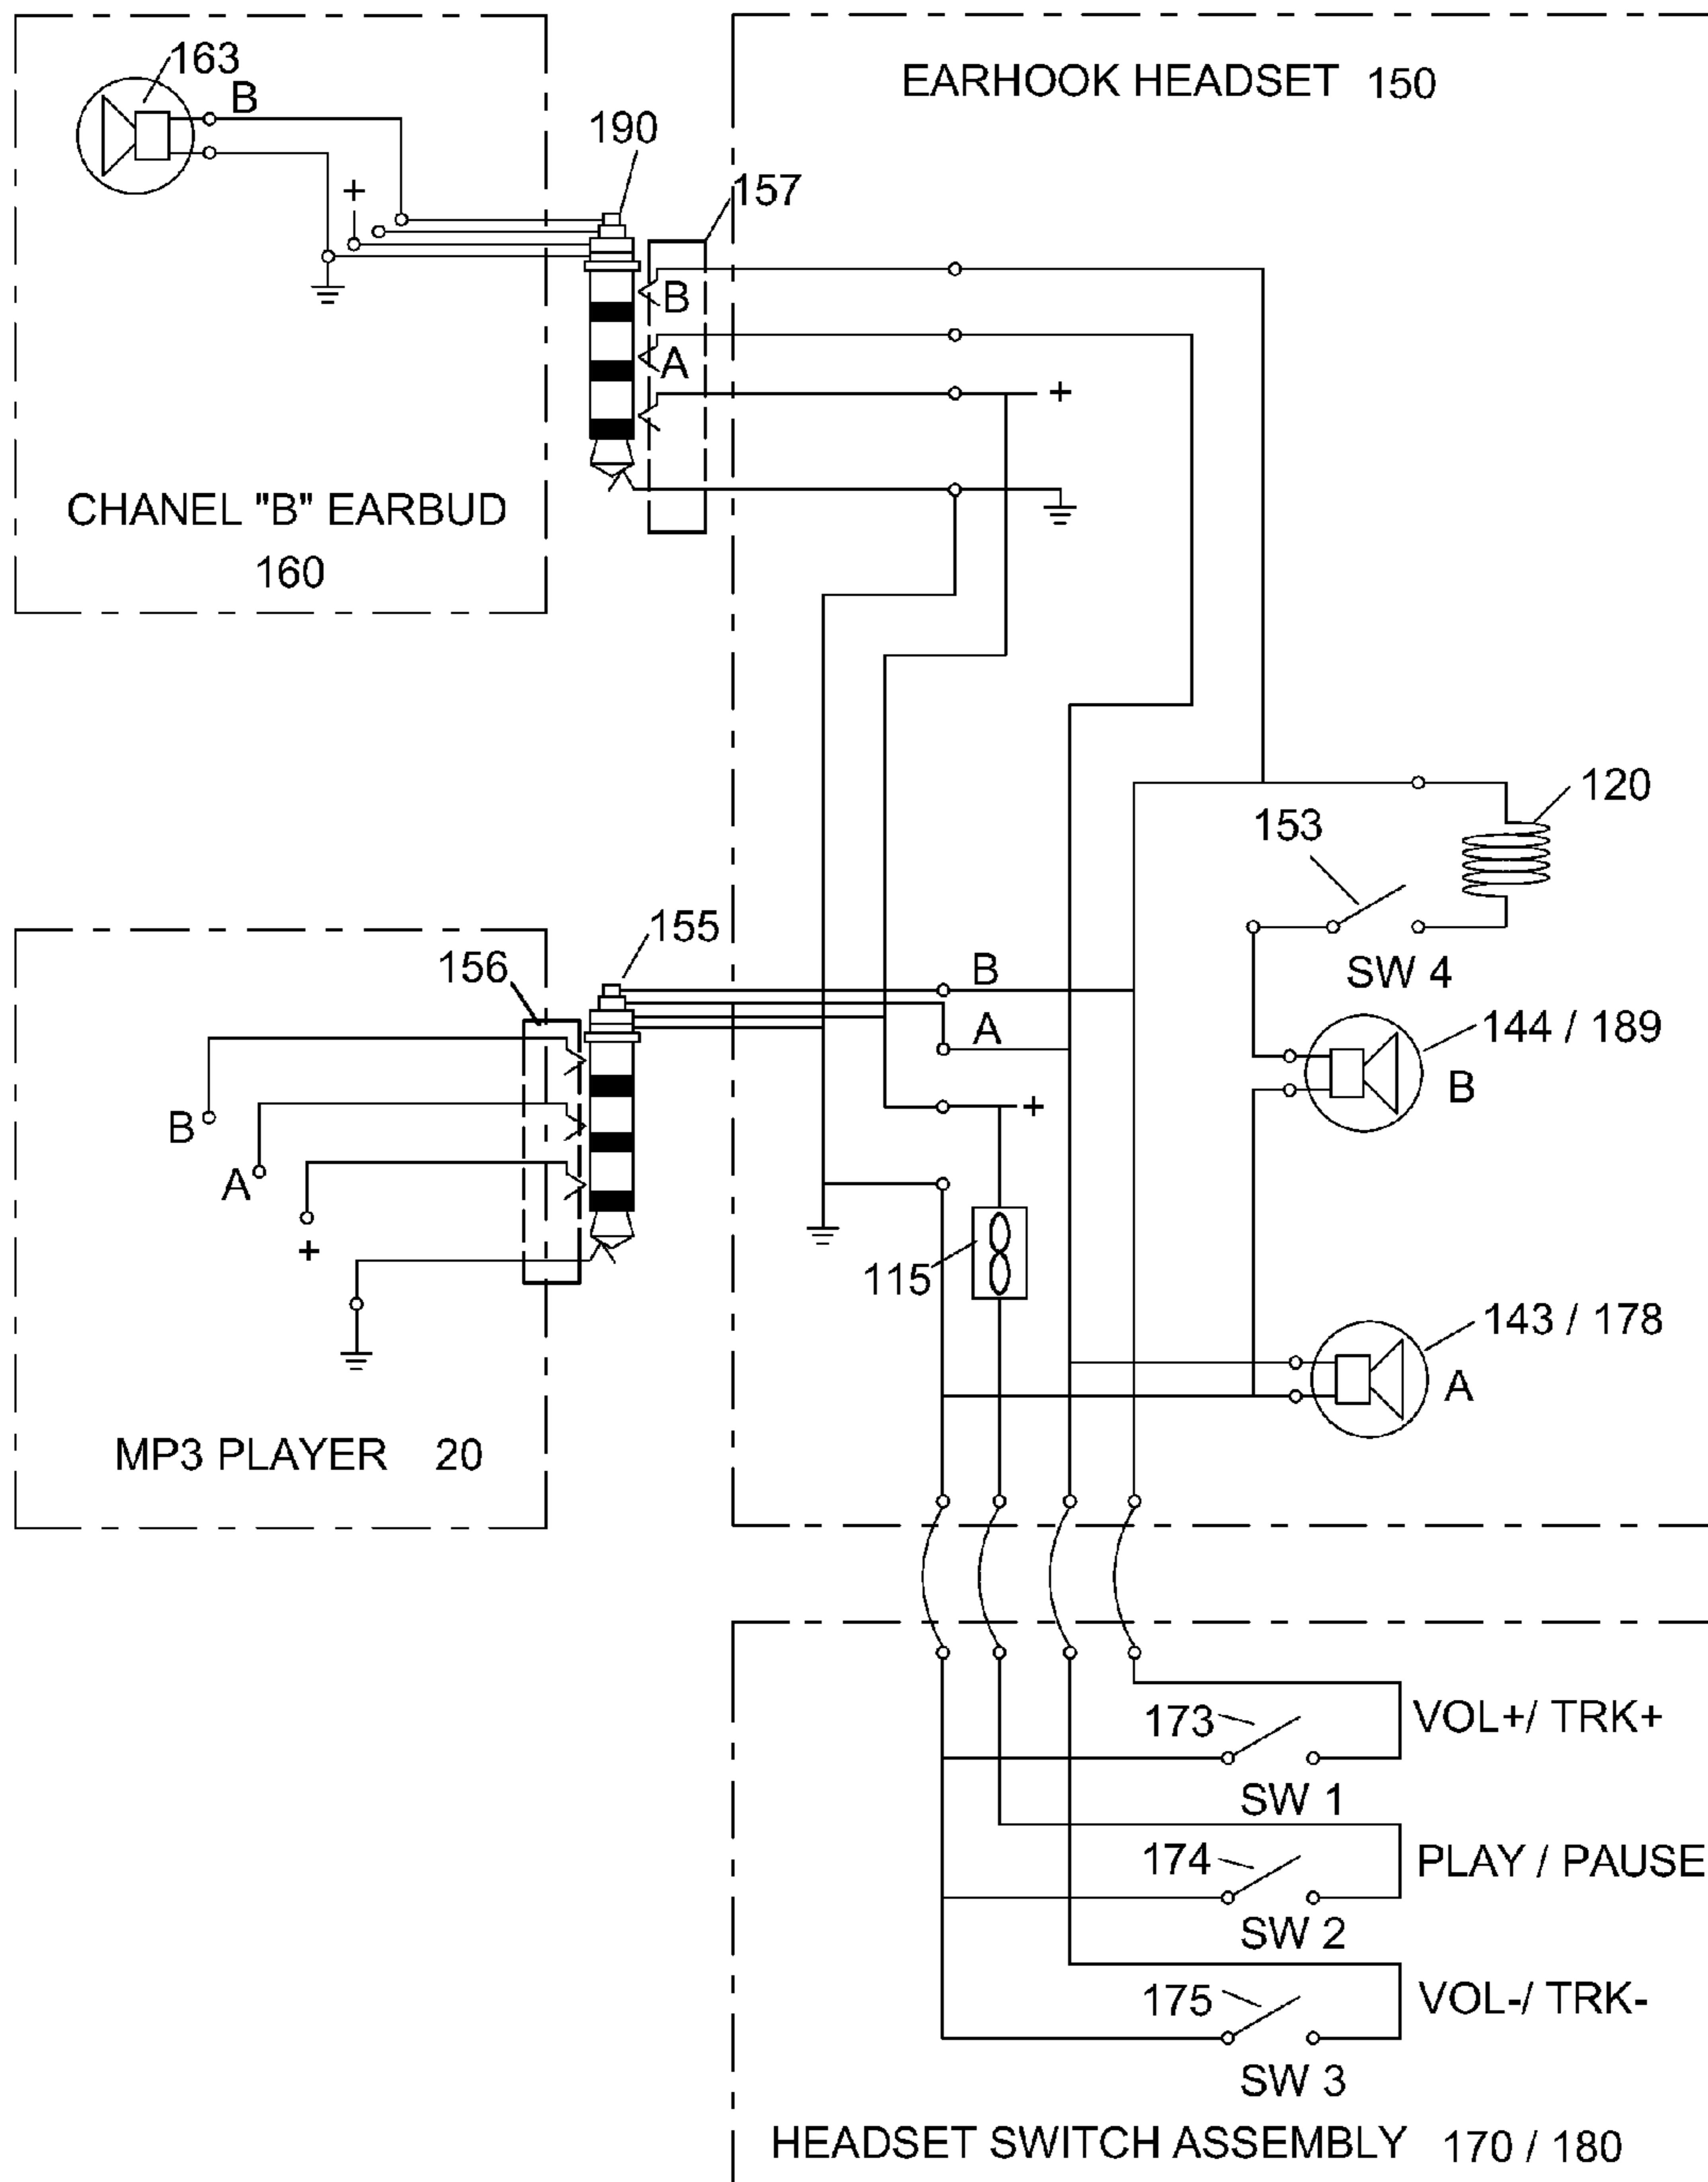 163
B
+
190
157
EARHOOK HEADSET 150
B
A
+
CHANEL "B" EARBUD
160
120
153
SW 4
155
156
B
A
+
B
A
+
144 / 189
B
115
143 / 178
A
MP3 PLAYER 20
173
VOL+/ TRK+
SW 1
174
PLAY / PAUSE
SW 2
175
VOL-/ TRK-
SW 3
HEADSET SWITCH ASSEMBLY 170 / 180